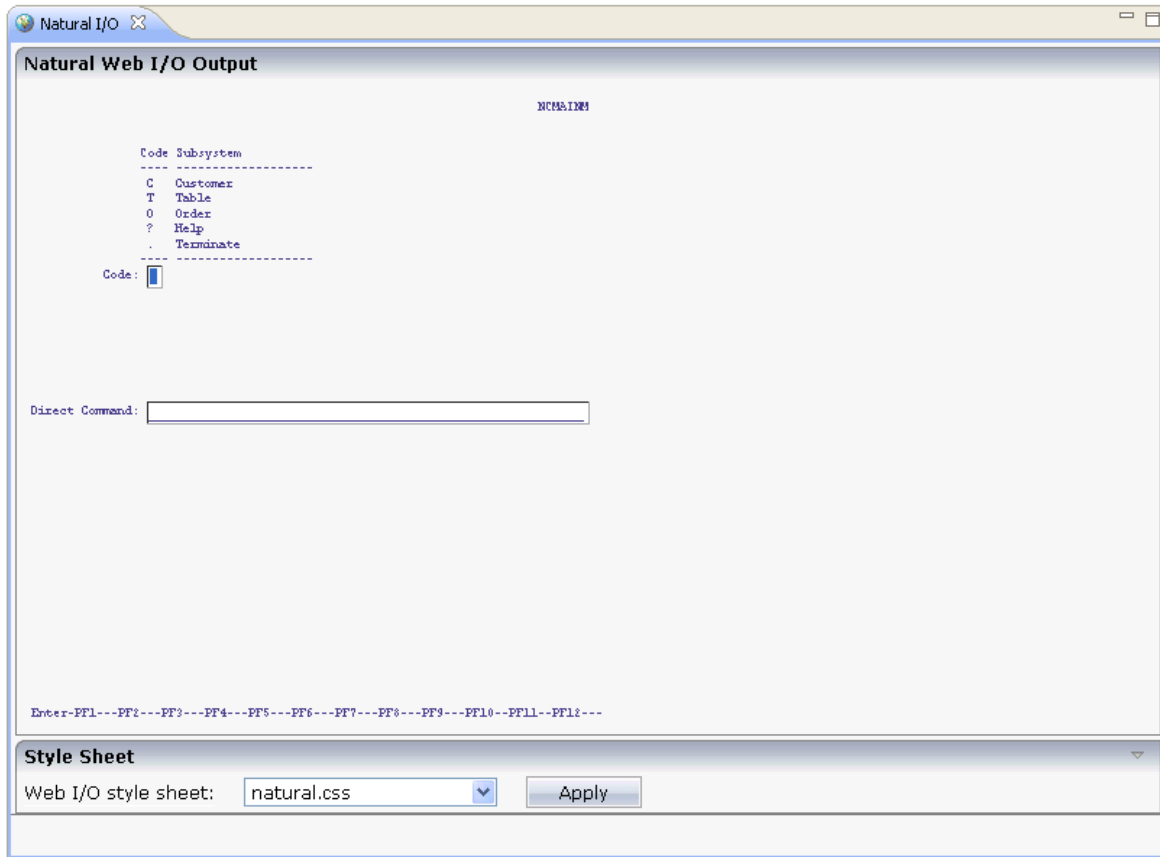 Natural I/O
Natural Web I/O Output
NCMAINM
Code Subsystem
---- -------------------
C Customer
T Table
O Order
? Help
. Terminate
---- -------------------
Code:
Direct Command:
Enter-PF1---PF2---PF3---PF4---PF5---PF6---PF7---PF8---PF9---PF10--PF11--PF12---
Style Sheet
Web I/O style sheet: natural.css Apply